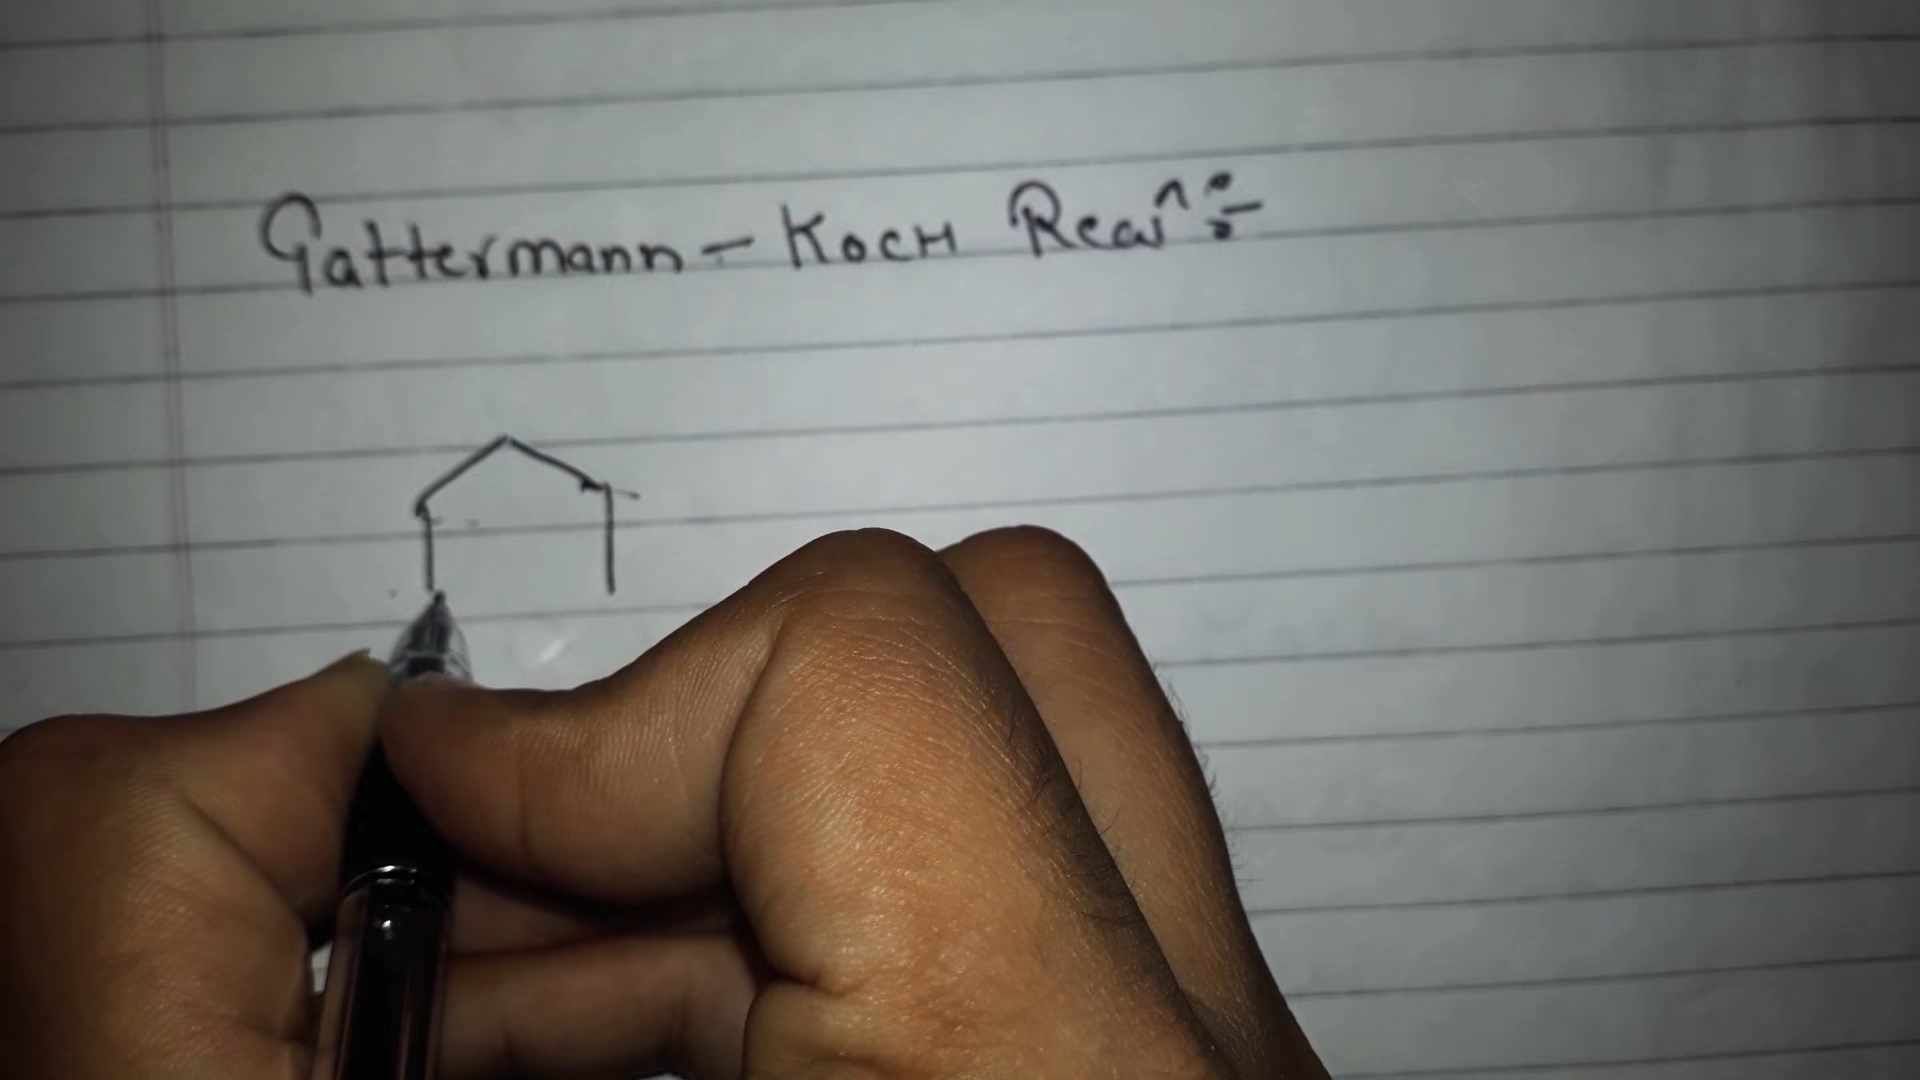 Gattermann - KocH Reaⁿ :-